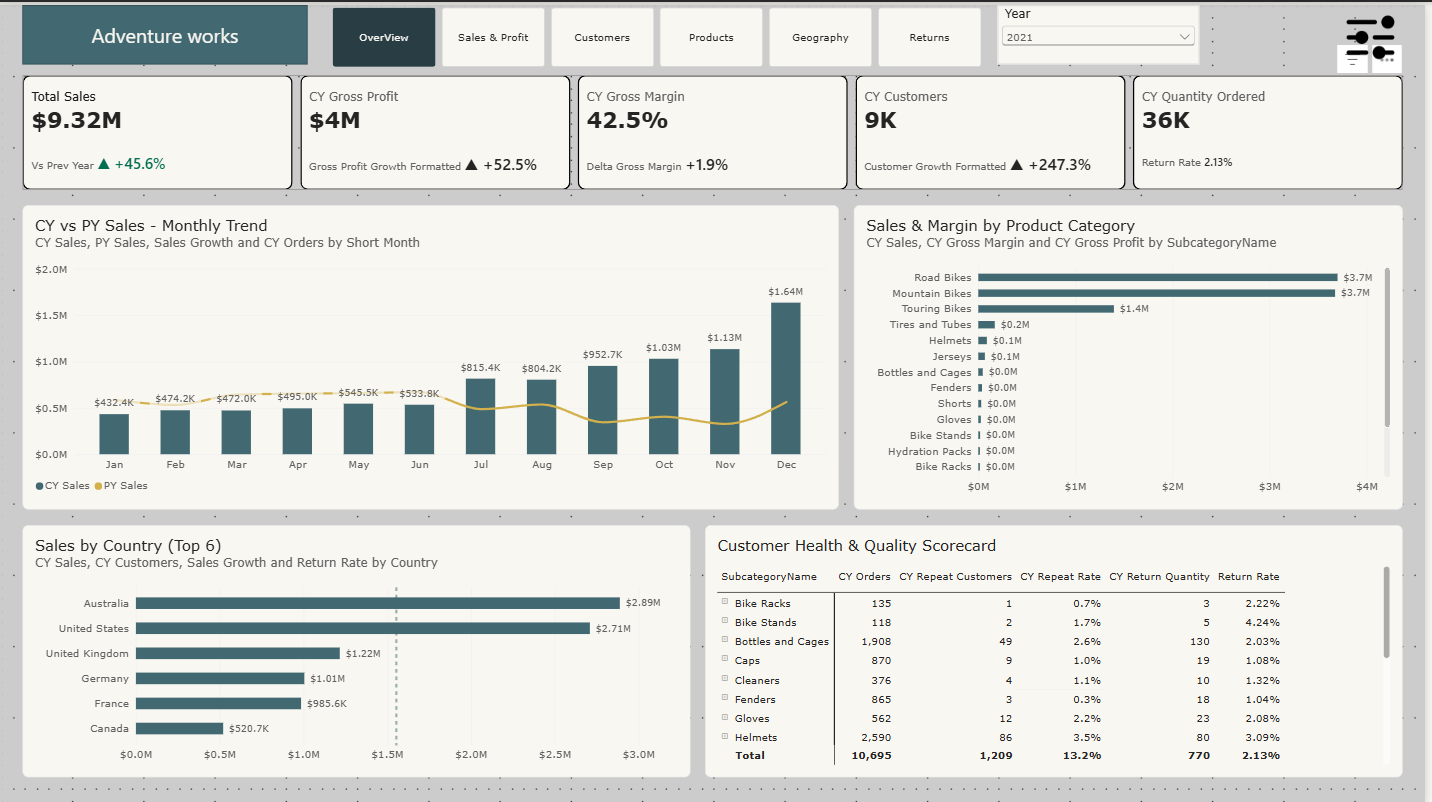 Adventure works
OverView
Sales & Profit
Customers
Products
Geography
Returns
Year
2021
Total Sales
$9.32M
Vs Prev Year ▲ +45.6%
CY Gross Profit
$4M
Gross Profit Growth Formatted ▲ +52.5%
CY Gross Margin
42.5%
Delta Gross Margin +1.9%
CY Customers
9K
Customer Growth Formatted ▲ +247.3%
CY Quantity Ordered
36K
Return Rate 2.13%
CY vs PY Sales - Monthly Trend
CY Sales, PY Sales, Sales Growth and CY Orders by Short Month
$2.0M
$1.5M
$1.0M
$0.5M
$0.0M
$432.4K
$474.2K
$472.0K
$495.0K
$545.5K
$533.8K
$815.4K
$804.2K
$952.7K
$1.03M
$1.13M
$1.64M
Jan Feb Mar Apr May Jun Jul Aug Sep Oct Nov Dec
CY Sales PY Sales
Sales & Margin by Product Category
CY Sales, CY Gross Margin and CY Gross Profit by SubcategoryName
Road Bikes $3.7M
Mountain Bikes $3.7M
Touring Bikes $1.4M
Tires and Tubes $0.2M
Helmets $0.1M
Jerseys $0.1M
Bottles and Cages $0.0M
Fenders $0.0M
Shorts $0.0M
Gloves $0.0M
Bike Stands $0.0M
Hydration Packs $0.0M
Bike Racks $0.0M
$0M $1M $2M $3M $4M
Sales by Country (Top 6)
CY Sales, CY Customers, Sales Growth and Return Rate by Country
Australia $2.89M
United States $2.71M
United Kingdom $1.22M
Germany $1.01M
France $985.6K
Canada $520.7K
$0.0M $0.5M $1.0M $1.5M $2.0M $2.5M $3.0M
Customer Health & Quality Scorecard
SubcategoryName CY Orders CY Repeat Customers CY Repeat Rate CY Return Quantity Return Rate
Bike Racks 135 1 0.7% 3 2.22%
Bike Stands 118 2 1.7% 5 4.24%
Bottles and Cages 1,908 49 2.6% 130 2.03%
Caps 870 9 1.0% 19 1.08%
Cleaners 376 4 1.1% 10 1.32%
Fenders 865 3 0.3% 18 1.04%
Gloves 562 12 2.2% 23 2.08%
Helmets 2,590 86 3.5% 80 3.09%
Total 10,695 1,209 13.2% 770 2.13%